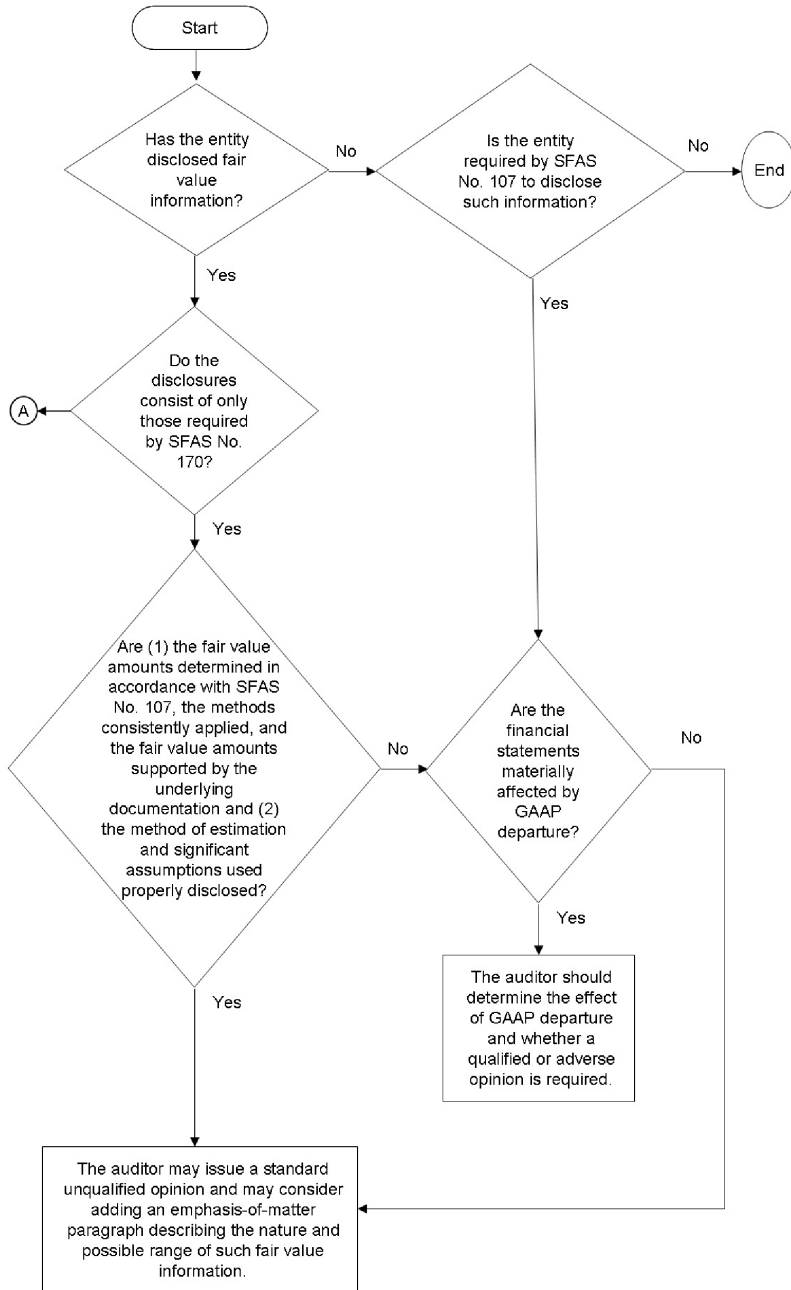 Start
Has the entity
disclosed fair
value
information?
No
Is the entity
required by SFAS
No. 107 to disclose
such information?
No
End
Yes
Yes
Do the
disclosures
consist of only
those required
by SFAS No.
170?
A
Yes
Are (1) the fair value
amounts determined in
accordance with SFAS
No. 107, the methods
consistently applied, and
the fair value amounts
supported by the
underlying
documentation and (2)
the method of estimation
and significant
assumptions used
properly disclosed?
No
Are the
financial
statements
materially
affected by
GAAP
departure?
No
Yes
The auditor should
determine the effect
of GAAP departure
and whether a
qualified or adverse
opinion is required.
Yes
The auditor may issue a standard
unqualified opinion and may consider
adding an emphasis-of-matter
paragraph describing the nature and
possible range of such fair value
information.